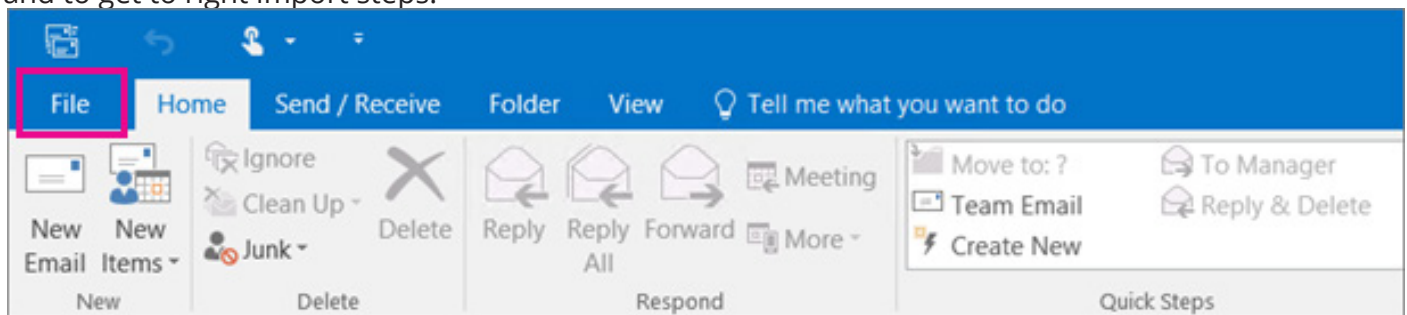 and to get to right import steps.
File Home Send / Receive Folder View Tell me what you want to do
Ignore
Clean Up
Junk
Delete
New Email
New Items
New
Delete
Reply
Reply All
Forward
Meeting
More
Respond
Move to: ?
Team Email
Create New
To Manager
Reply & Delete
Quick Steps